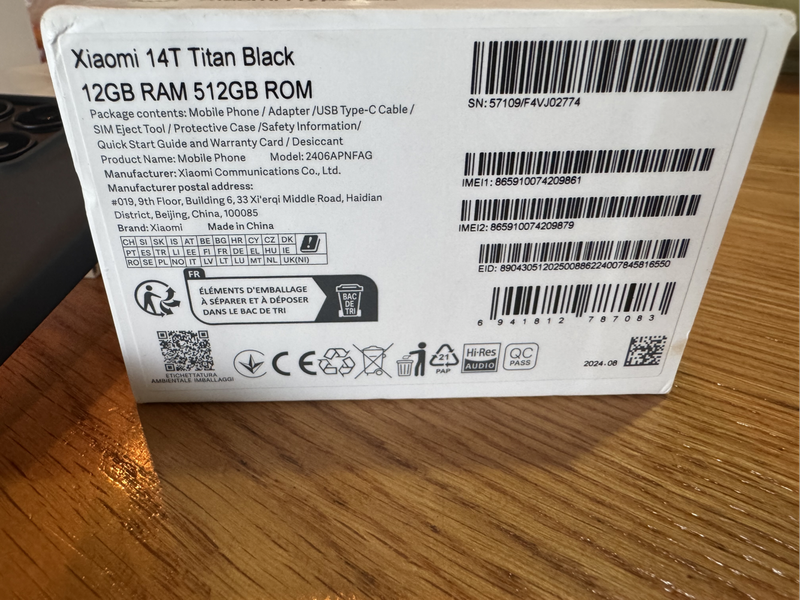 Xiaomi 14T Titan Black
12GB RAM 512GB ROM
Package contents: Mobile Phone / Adapter /USB Type-C Cable /
SIM Eject Tool / Protective Case /Safety Information/
Quick Start Guide and Warranty Card / Desiccant
Product Name: Mobile Phone Model: 2406APNFAG
Manufacturer: Xiaomi Communications Co., Ltd.
Manufacturer postal address:
#019, 9th Floor, Building 6, 33 Xi'erqi Middle Road, Haidian
District, Beijing, China, 100085
Brand: Xiaomi Made in China
CH SI SK IS AT BE BG HR CY CZ DK
PT ES TR LI EE FI FR DE EL HU IE
RO SE PL NO IT LV LT LU MT NL UK(NI)
FR
ÉLÉMENTS D'EMBALLAGE
À SÉPARER ET À DÉPOSER
DANS LE BAC DE TRI
BAC
DE
TRI
ETICHETTATURA
AMBIENTALE IMBALLAGGI
CE
21
PAP
Hi-Res
AUDIO
QC
PASS
SN: 57109/F4VJ02774
IMEI1: 865910074209861
IMEI2: 865910074209879
EID: 89043051202500886224007845816550
6 941812 787083
2024.08